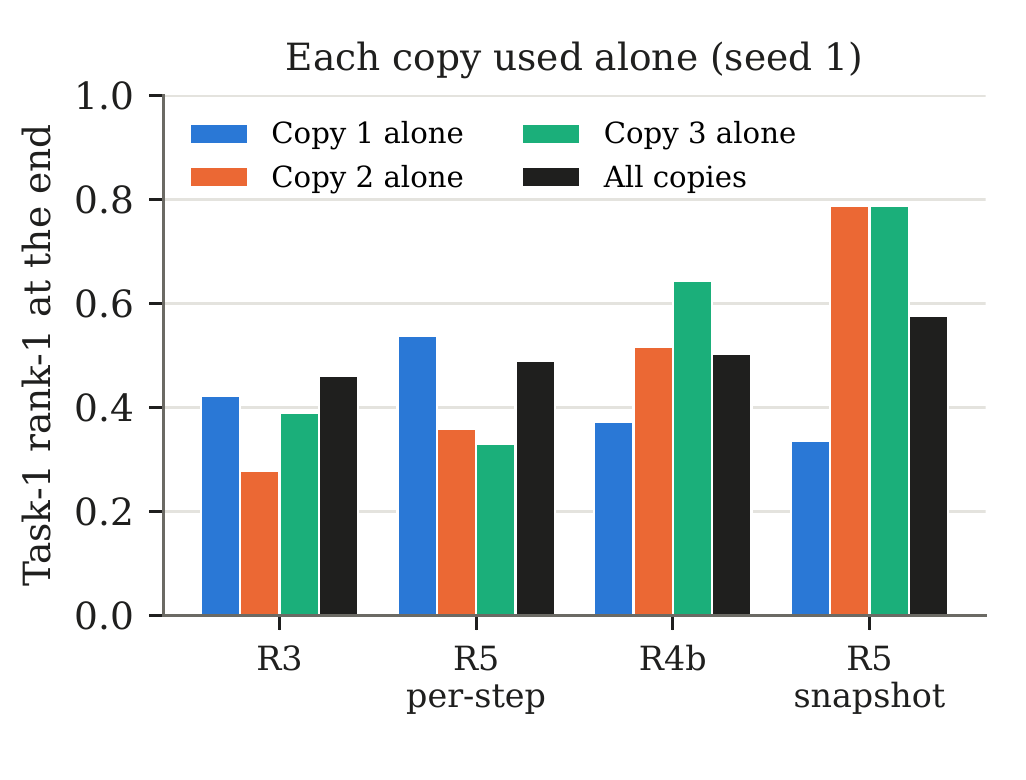 Each copy used alone (seed 1)
Task-1 rank-1 at the end
1.0
0.8
0.6
0.4
0.2
0.0
Copy 1 alone
Copy 2 alone
Copy 3 alone
All copies
R3
R5
per-step
R4b
R5
snapshot